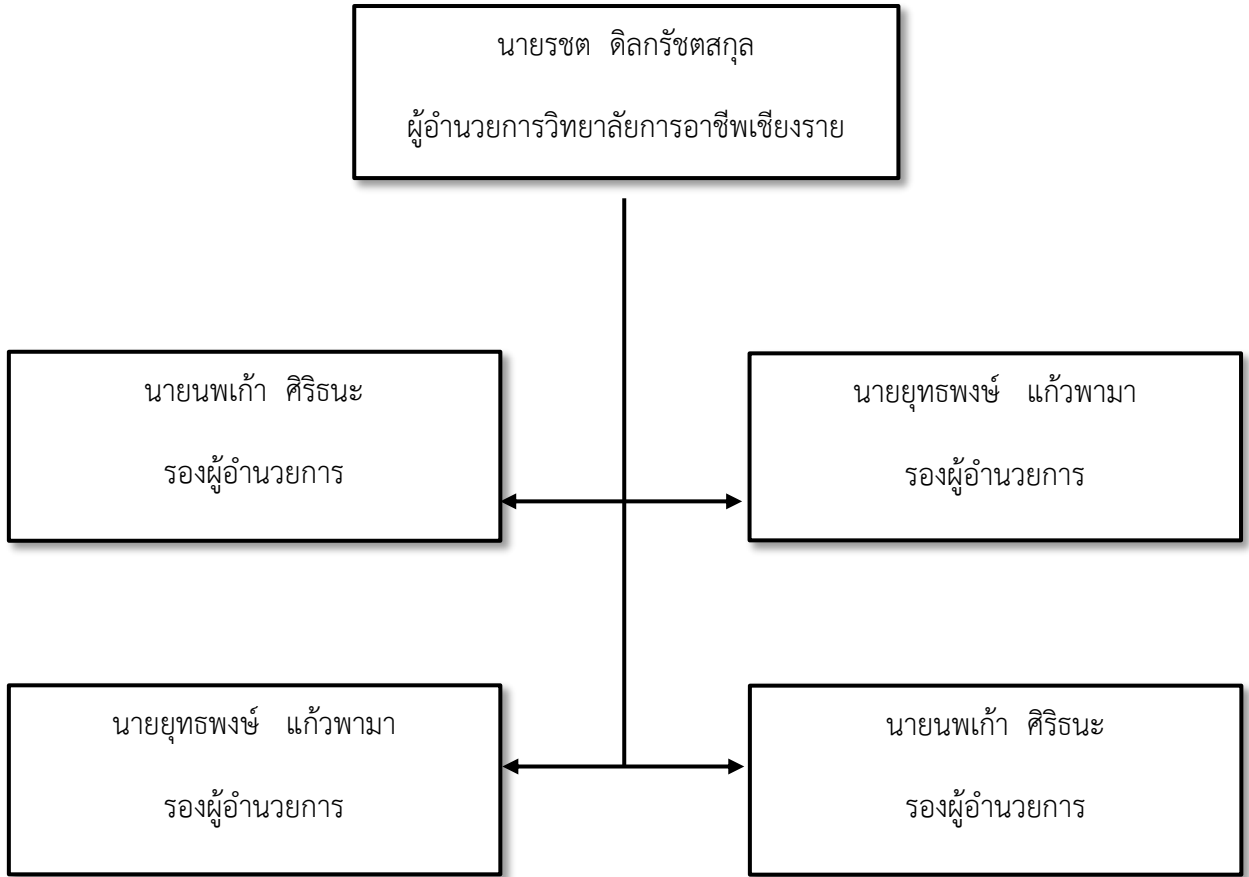 นายรชต ดิลกรัชตสกุล
ผู้อำนวยการวิทยาลัยการอาชีพเชียงราย
นายนพเก้า ศิริธนะ
รองผู้อำนวยการ
นายยุทธพงษ์ แก้วพามา
รองผู้อำนวยการ
นายยุทธพงษ์ แก้วพามา
รองผู้อำนวยการ
นายนพเก้า ศิริธนะ
รองผู้อำนวยการ